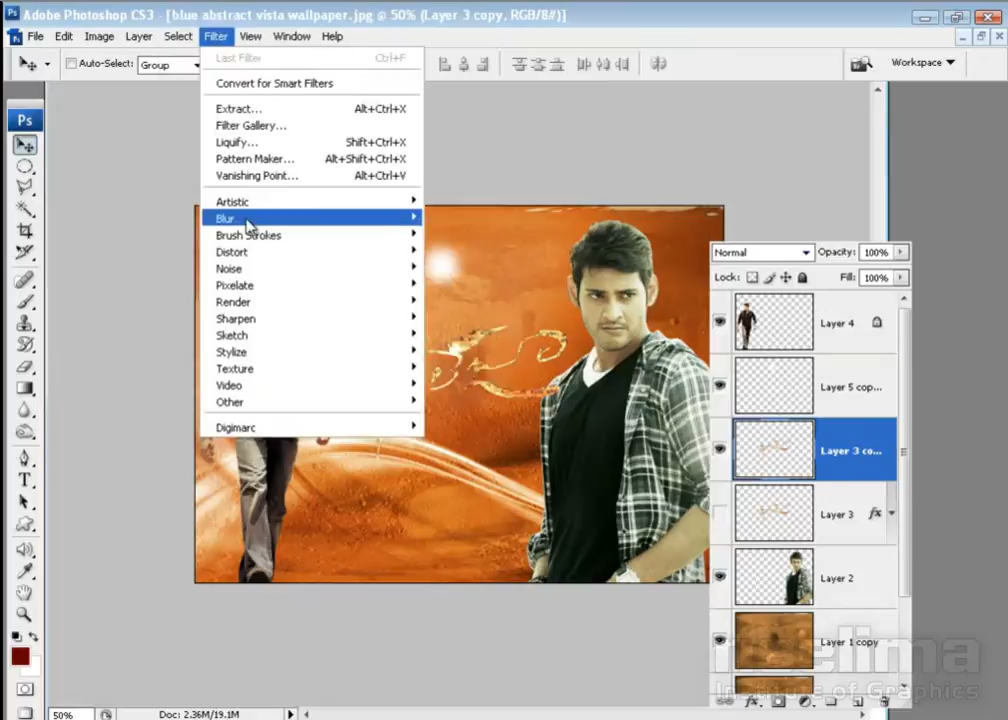 Adobe Photoshop CS3 - [blue abstract vista wallpaper.jpg @ 50% (Layer 3 copy, RGB/8#)]
File Edit Image Layer Select Filter View Window Help
Auto-Select: Group Workspace
Last Filter Ctrl+F
Convert for Smart Filters
Extract... Alt+Ctrl+X
Filter Gallery...
Liquify... Shift+Ctrl+X
Pattern Maker... Alt+Shift+Ctrl+X
Vanishing Point... Alt+Ctrl+V
Artistic
Blur
Brush Strokes
Distort
Noise
Pixelate
Render
Sharpen
Sketch
Stylize
Texture
Video
Other
Digimarc
Ps
Normal Opacity: 100%
Lock: Fill: 100%
Layer 4
Layer 5 cop...
Layer 3 co...
Layer 3 fx
Layer 2
Layer 1 copy
Institute of Graphics
50% Doc: 2.36M/19.1M